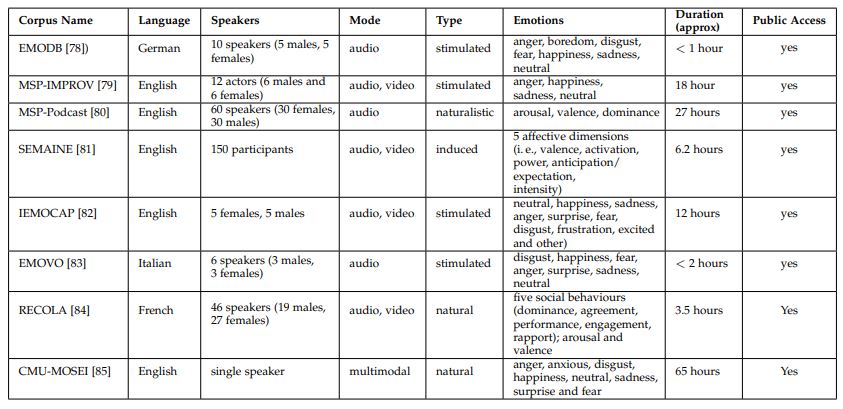 Corpus Name Language Speakers Mode Type Emotions Duration (approx) Public Access
EMODB [78]) German 10 speakers (5 males, 5 females) audio stimulated anger, boredom, disgust, fear, happiness, sadness, neutral < 1 hour yes
MSP-IMPROV [79] English 12 actors (6 males and 6 females) audio, video stimulated anger, happiness, sadness, neutral 18 hour yes
MSP-Podcast [80] English 60 speakers (30 females, 30 males) audio naturalistic arousal, valence, dominance 27 hours yes
SEMAINE [81] English 150 participants audio, video induced 5 affective dimensions (i. e., valence, activation, power, anticipation/ expectation, intensity) 6.2 hours yes
IEMOCAP [82] English 5 females, 5 males audio, video stimulated neutral, happiness, sadness, anger, surprise, fear, disgust, frustration, excited and other) 12 hours yes
EMOVO [83] Italian 6 speakers (3 males, 3 females) audio stimulated disgust, happiness, fear, anger, surprise, sadness, neutral < 2 hours yes
RECOLA [84] French 46 speakers (19 males, 27 females) audio, video natural five social behaviours (dominance, agreement, performance, engagement, rapport); arousal and valence 3.5 hours Yes
CMU-MOSEI [85] English single speaker multimodal natural anger, anxious, disgust, happiness, neutral, sadness, surprise and fear 65 hours Yes